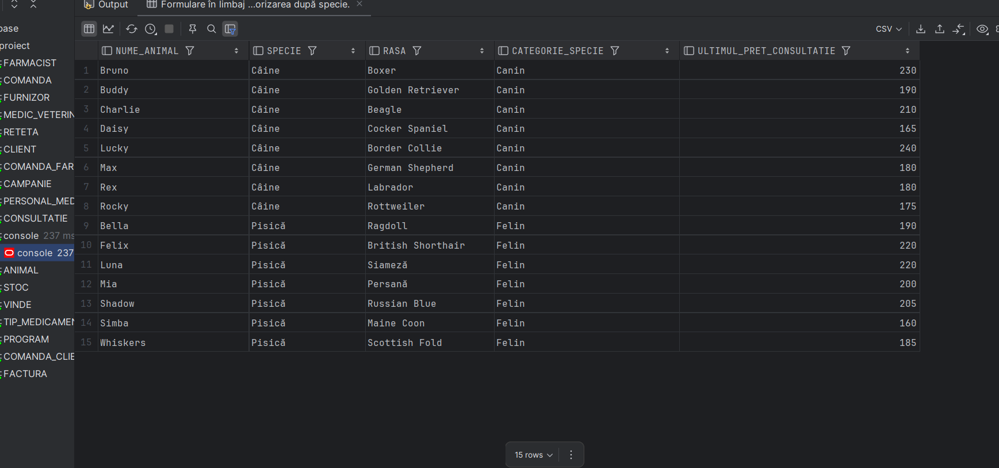 Output
Formulare în limbaj ...orizarea după specie.
CSV
base
proiect
FARMACIST
COMANDA
FURNIZOR
MEDIC_VETERIN
RETETA
CLIENT
COMANDA_FAR
CAMPANIE
PERSONAL_MED
CONSULTATIE
console 237 ms
console 237
ANIMAL
STOC
VINDE
TIP_MEDICAMEN
PROGRAM
COMANDA_CLIE
FACTURA
NUME_ANIMAL SPECIE RASA CATEGORIE_SPECIE ULTIMUL_PRET_CONSULTATIE
1 Bruno Câine Boxer Canin 230
2 Buddy Câine Golden Retriever Canin 190
3 Charlie Câine Beagle Canin 210
4 Daisy Câine Cocker Spaniel Canin 165
5 Lucky Câine Border Collie Canin 240
6 Max Câine German Shepherd Canin 180
7 Rex Câine Labrador Canin 180
8 Rocky Câine Rottweiler Canin 175
9 Bella Pisică Ragdoll Felin 190
10 Felix Pisică British Shorthair Felin 220
11 Luna Pisică Siameză Felin 220
12 Mia Pisică Persană Felin 200
13 Shadow Pisică Russian Blue Felin 205
14 Simba Pisică Maine Coon Felin 160
15 Whiskers Pisică Scottish Fold Felin 185
15 rows